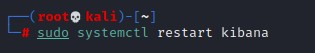 ┌──(root💀kali)-[~]
└─# sudo systemctl restart kibana